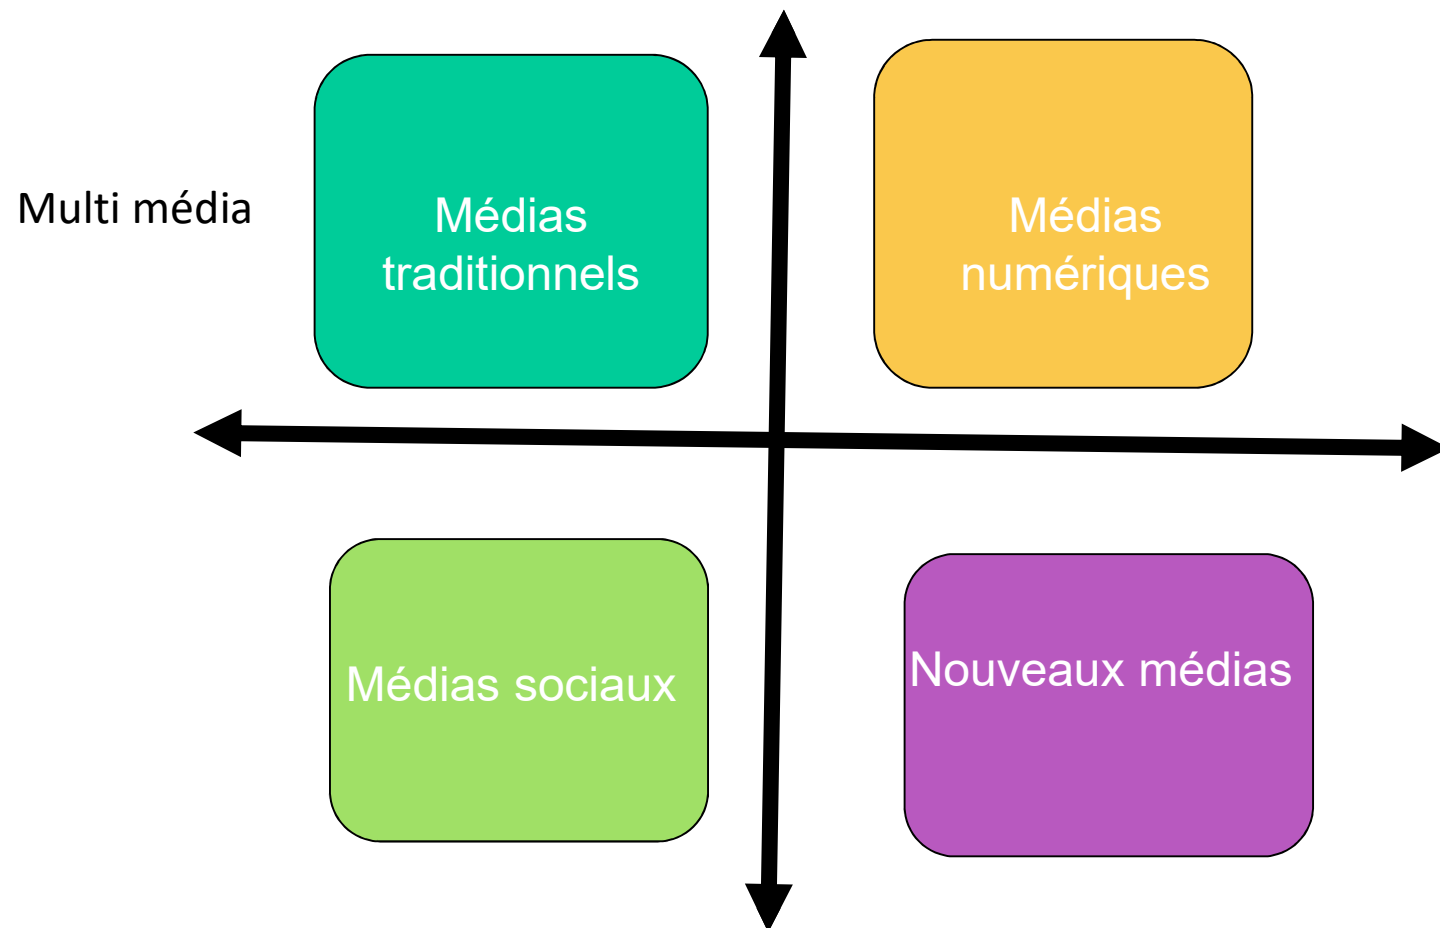 Multi média
Médias
traditionnels
Médias
numériques
Médias sociaux
Nouveaux médias